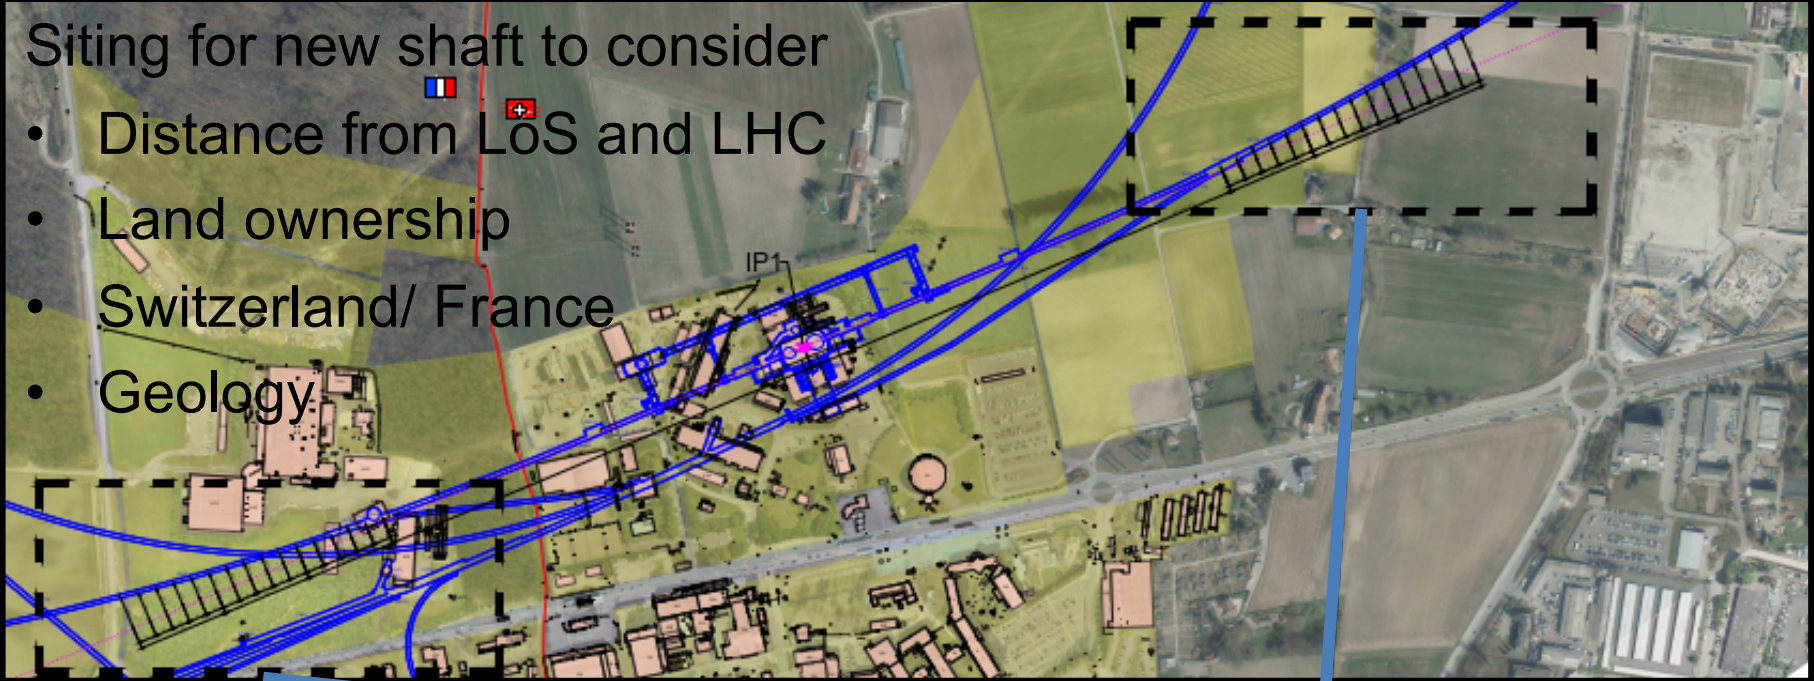 Siting for new shaft to consider
• Distance from LoS and LHC
• Land ownership
IP1
• Switzerland/ France
• Geology